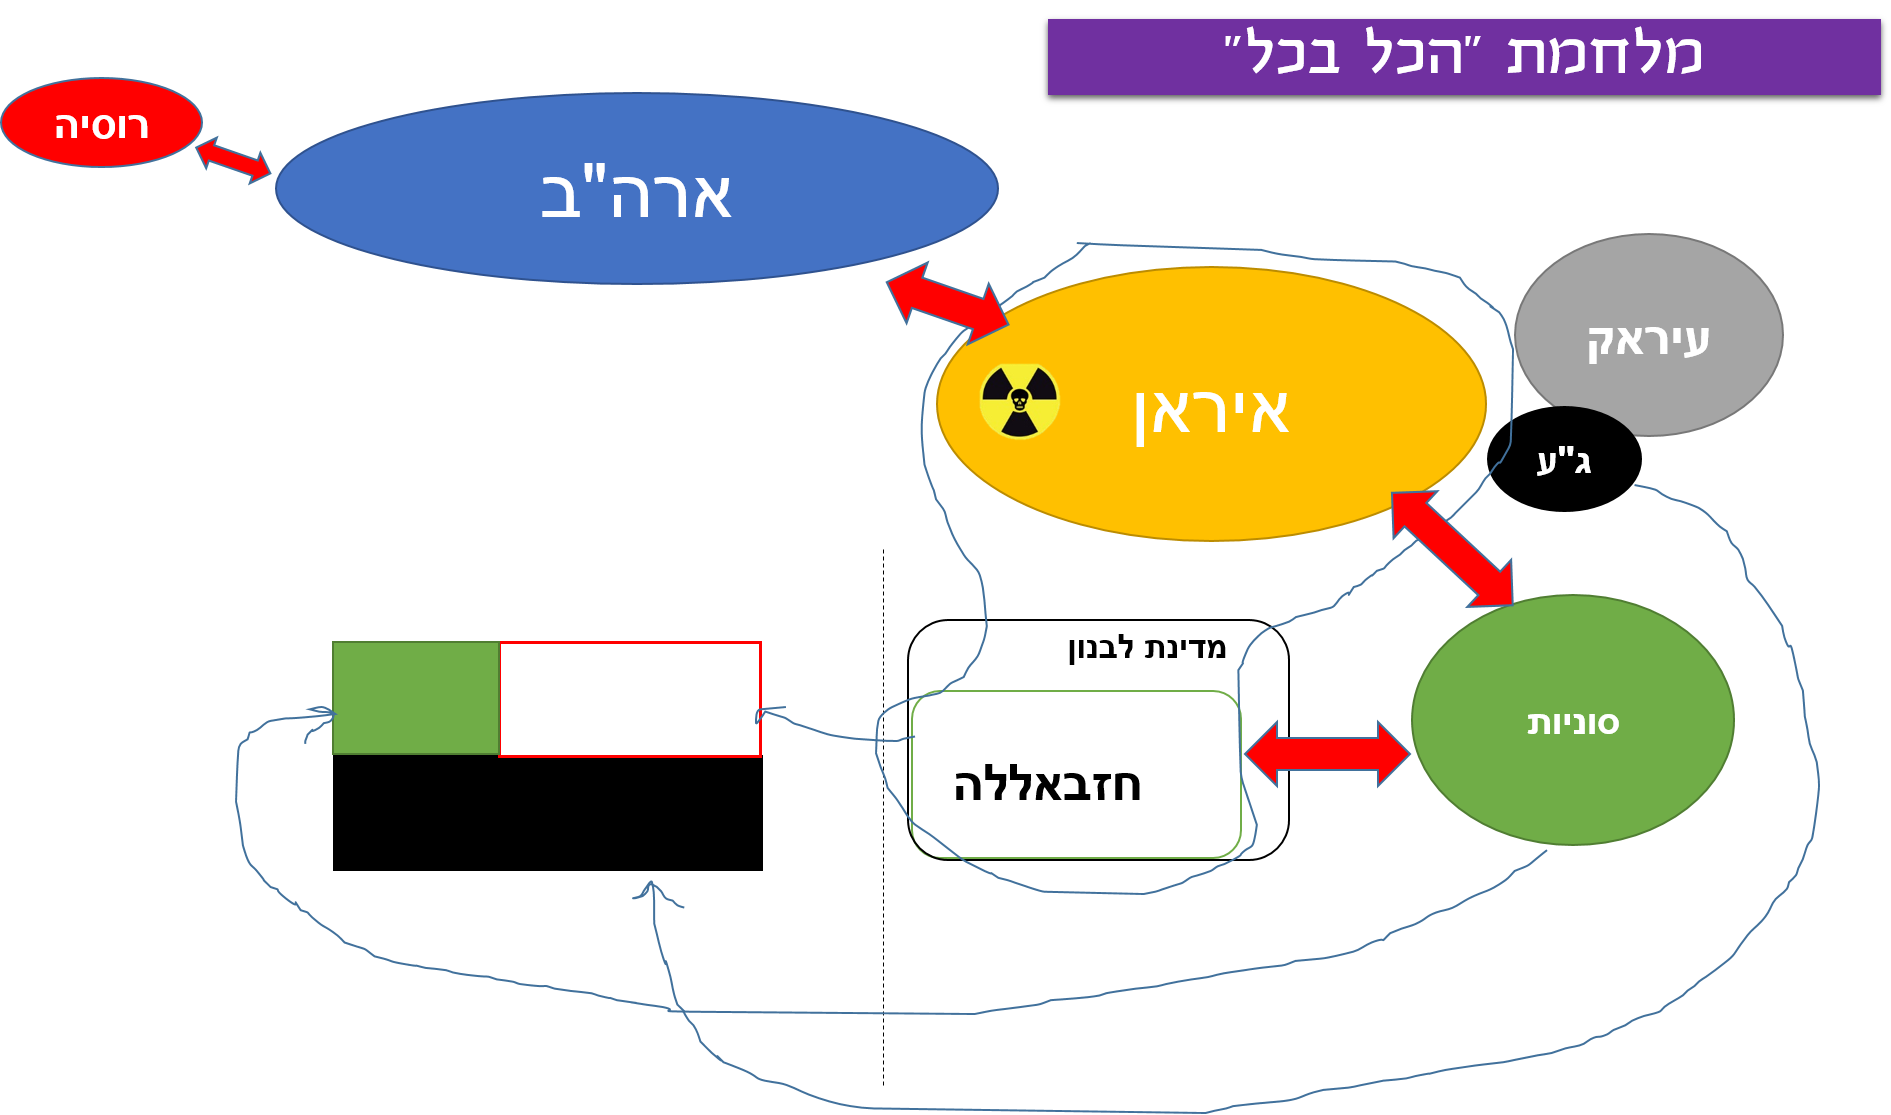 מלחמת "הכל בכל"
רוסיה
ארה"ב
עיראק
איראן
ג"ע
מדינת לבנון
סוניות
חזבאללה